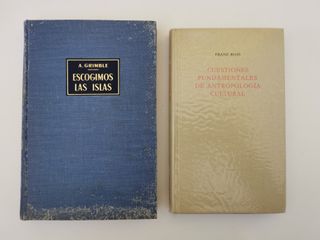 A. GRIMBLE
ESCOGIMOS
LAS ISLAS
FRANZ BOAS
CUESTIONES
FUNDAMENTALES
DE ANTROPOLOGÍA
CULTURAL